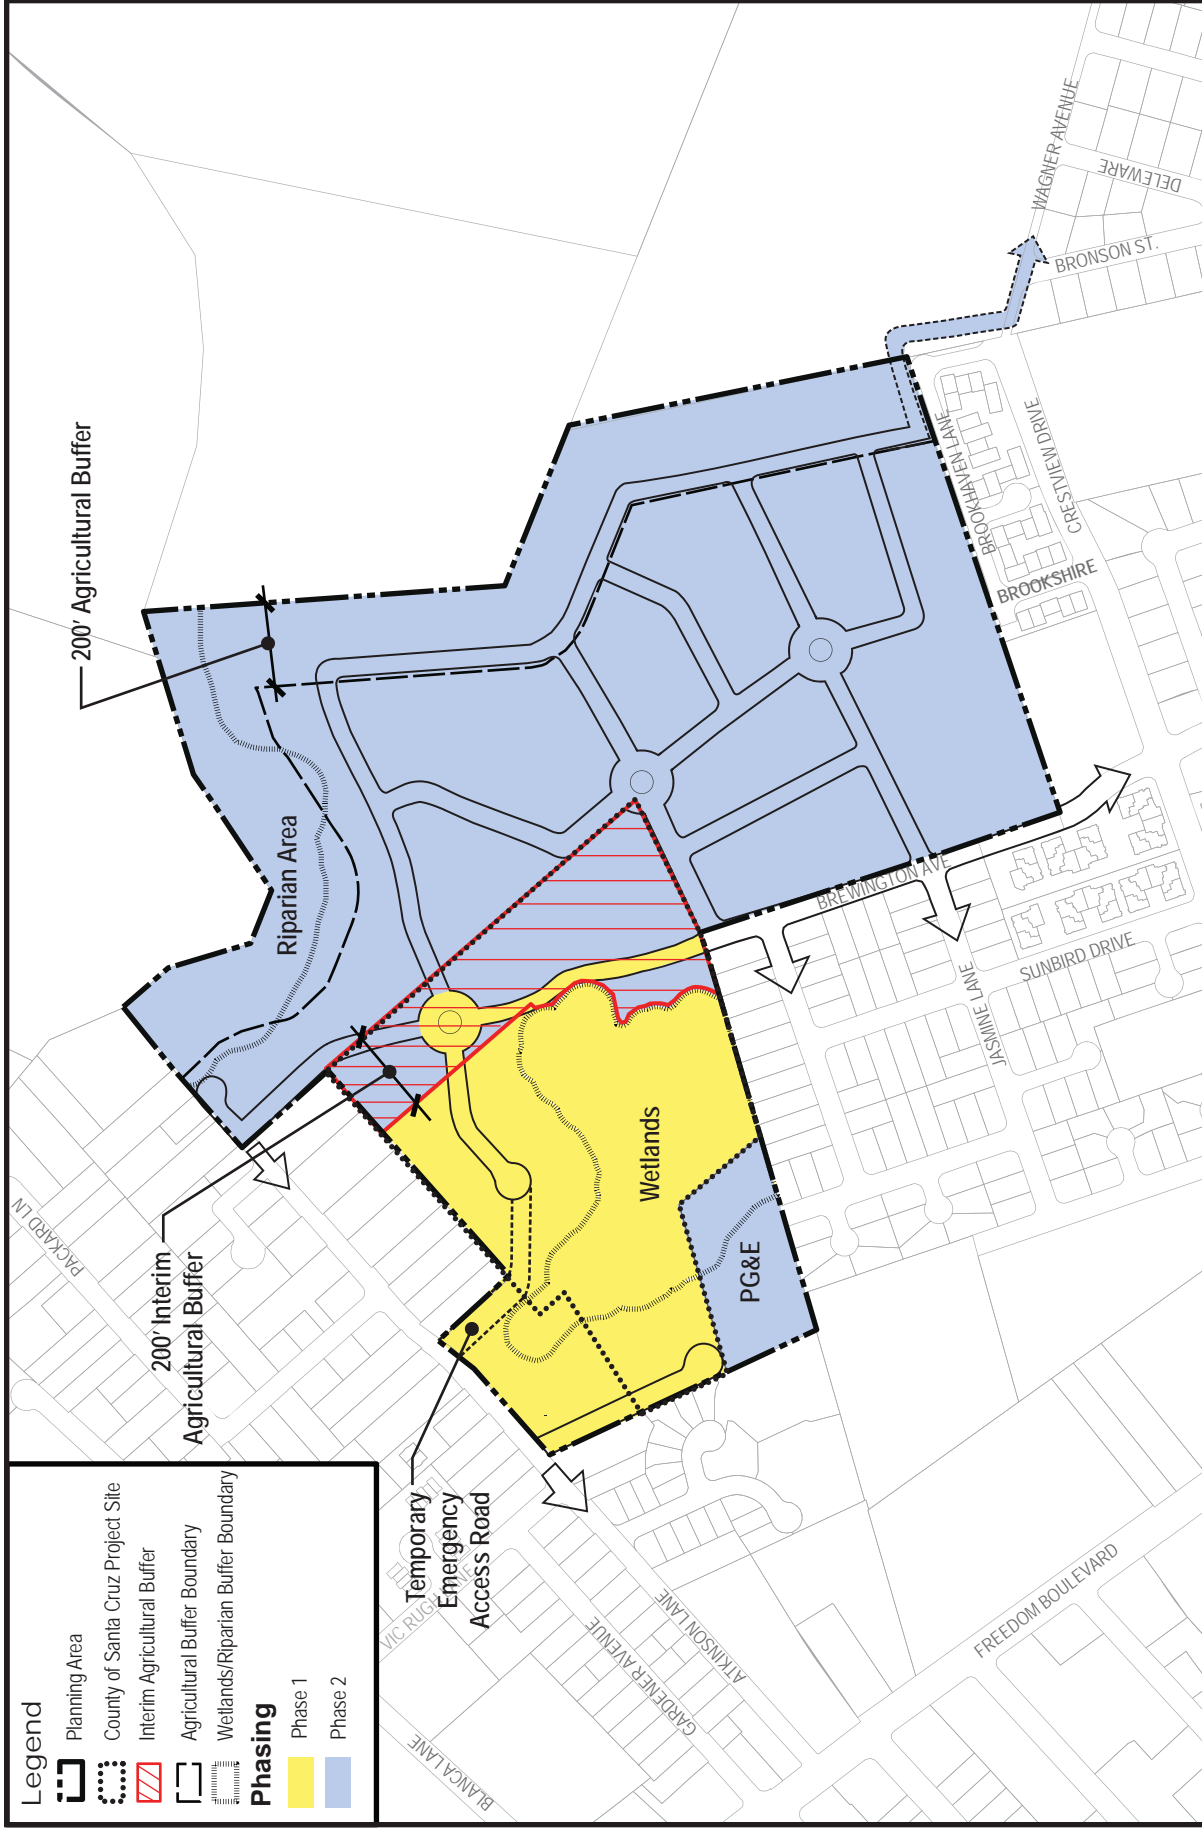 Legend
Planning Area
County of Santa Cruz Project Site
Interim Agricultural Buffer
Agricultural Buffer Boundary
Wetlands/Riparian Buffer Boundary
Phasing
Phase 1
Phase 2
200' Interim
Agricultural Buffer
200' Agricultural Buffer
Temporary
Emergency
Access Road
Riparian Area
Wetlands
PG&E
PACKARD LN
VIC RUGH
BLANCA LANE
GARDENER AVENUE
ATKINSON LANE
FREEDOM BOULEVARD
BREWINGTON AVE
JASMINE LANE
SUNBIRD DRIVE
BROOKSHIRE
BROOKHAVEN LANE
CRESTVIEW DRIVE
WAGNER AVENUE
BRONSON ST.
DELEWARE